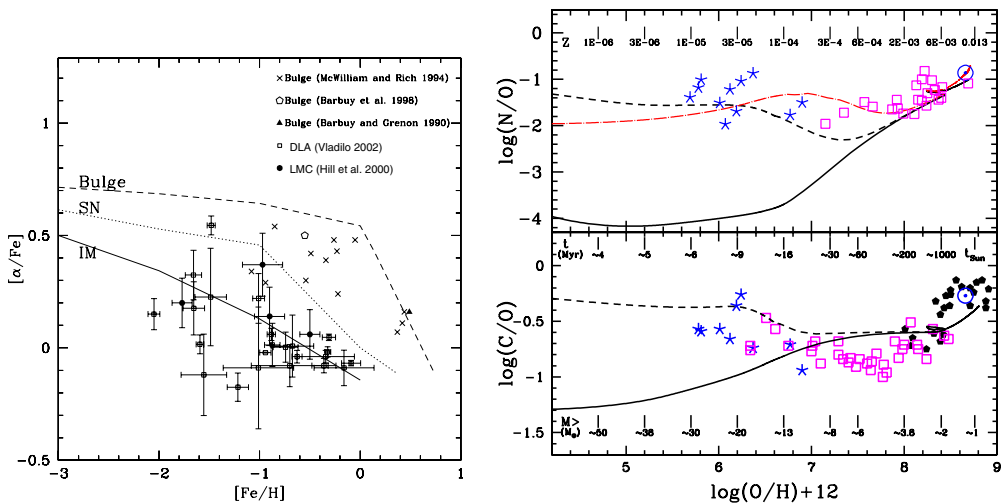 × Bulge (McWilliam and Rich 1994)
Bulge (Barbuy et al. 1998)
Bulge (Barbuy and Grenon 1990)
DLA (Vladilo 2002)
LMC (Hill et al. 2000)
Bulge
SN
IM
1
0.5
0
-0.5
[α/Fe]
-3 -2 -1 0 1
[Fe/H]
Z 1E-06 3E-06 1E-05 3E-05 1E-04 3E-4 6E-04 2E-03 6E-03 0.013
0
-1
-2
-3
-4
log(N/O)
t (Myr) ~4 ~5 ~6 ~9 ~16 ~30 ~60 ~200 ~1000 tSun
0.0
-0.5
-1.0
-1.5
log(C/O)
M> (M⊙) ~50 ~36 ~30 ~20 ~13 ~8 ~6 ~3.5 ~2 ~1
5 6 7 8 9
log(O/H)+12